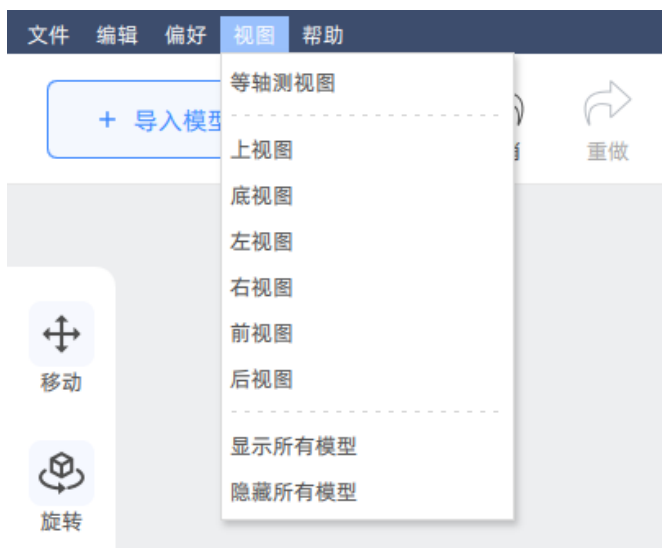 文件 编辑 偏好 视图 帮助
+ 导入模型
重做
等轴测视图
上视图
底视图
左视图
右视图
前视图
后视图
显示所有模型
隐藏所有模型
移动
旋转